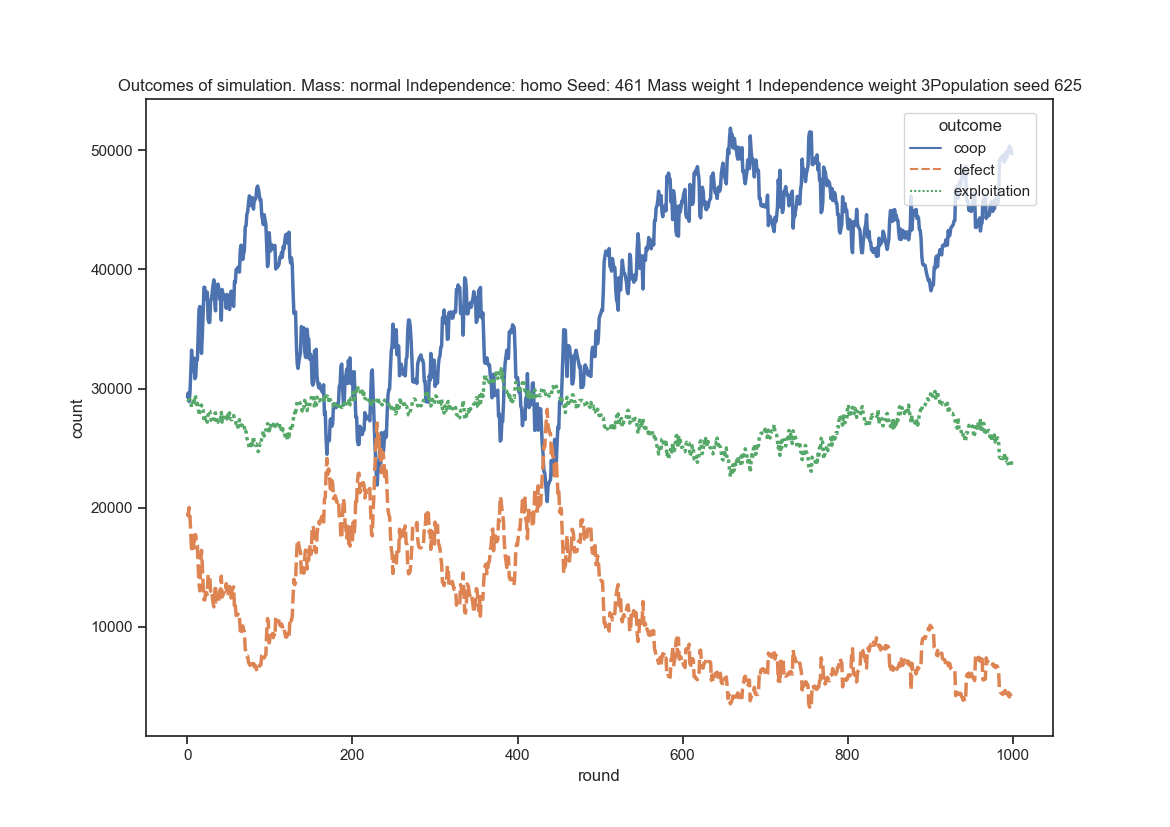 Outcomes of simulation. Mass: normal Independence: homo Seed: 461 Mass weight 1 Independence weight 3Population seed 625
outcome
coop
defect
exploitation
50000
40000
30000
20000
10000
count
0 200 400 600 800 1000
round